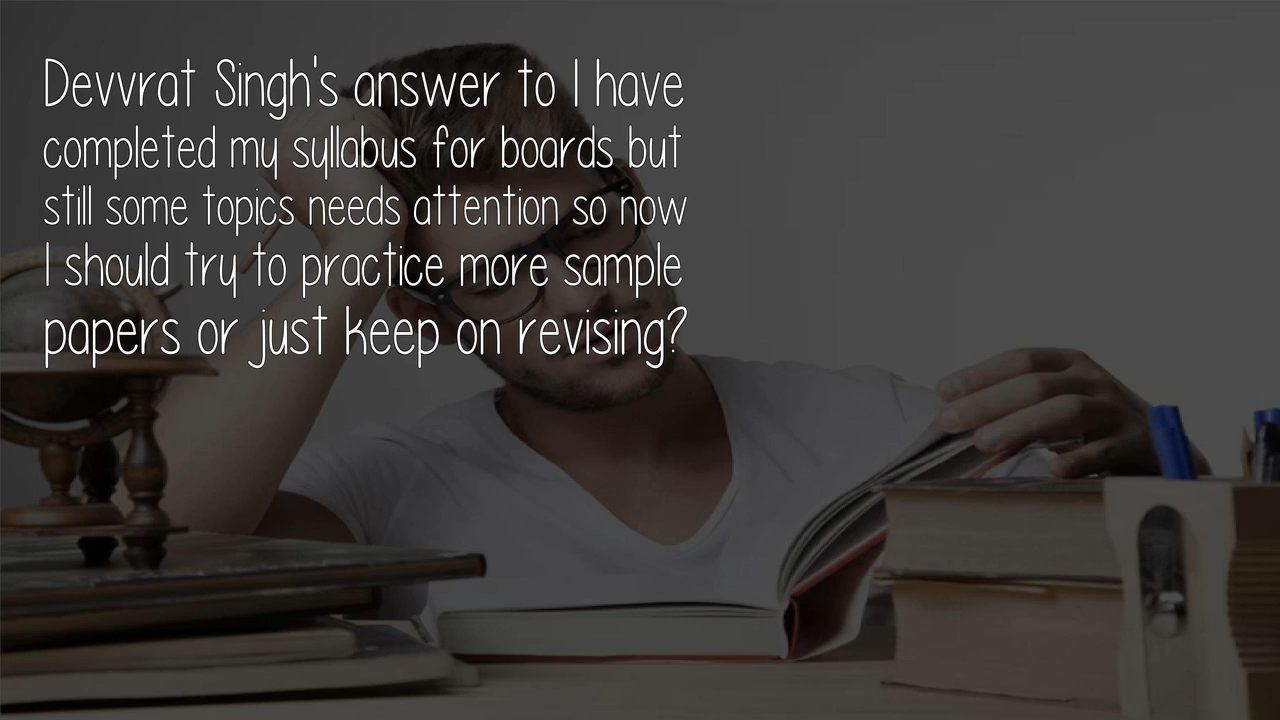 Devvrat Singh's answer to I have
completed my syllabus for boards but
still some topics needs attention so now
I should try to practice more sample
papers or just keep on revising?